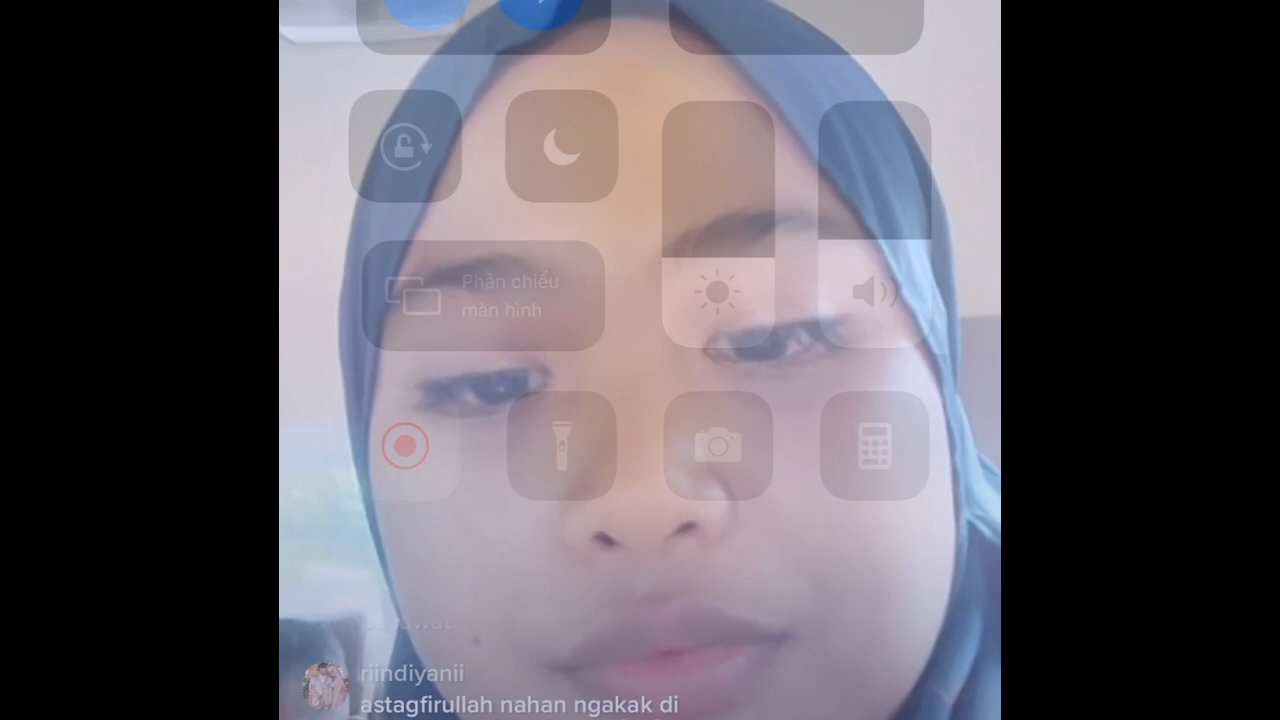 Phản chiếu
màn hình
riindiyanii
astagfirullah nahan ngakak di